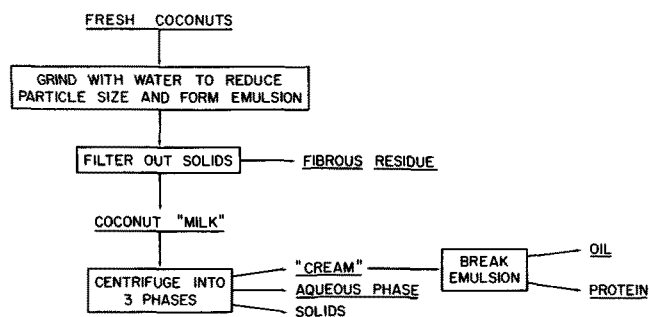 FRESH COCONUTS
GRIND WITH WATER TO REDUCE
PARTICLE SIZE AND FORM EMULSION
FILTER OUT SOLIDS
FIBROUS RESIDUE
COCONUT "MILK"
CENTRIFUGE INTO
3 PHASES
"CREAM"
AQUEOUS PHASE
SOLIDS
BREAK
EMULSION
OIL
PROTEIN